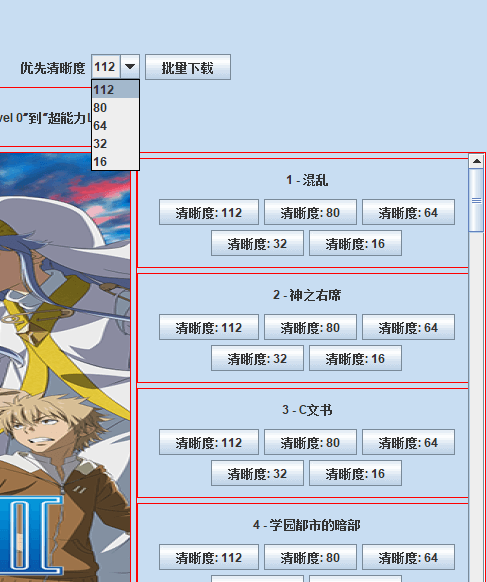 优先清晰度 112 批量下载
112
80
64
32
16
vel 0"到"超能力L
1 - 混乱
清晰度: 112 清晰度: 80 清晰度: 64
清晰度: 32 清晰度: 16
2 - 神之右席
清晰度: 112 清晰度: 80 清晰度: 64
清晰度: 32 清晰度: 16
3 - C文书
清晰度: 112 清晰度: 80 清晰度: 64
清晰度: 32 清晰度: 16
4 - 学园都市的暗部
清晰度: 112 清晰度: 80 清晰度: 64
II